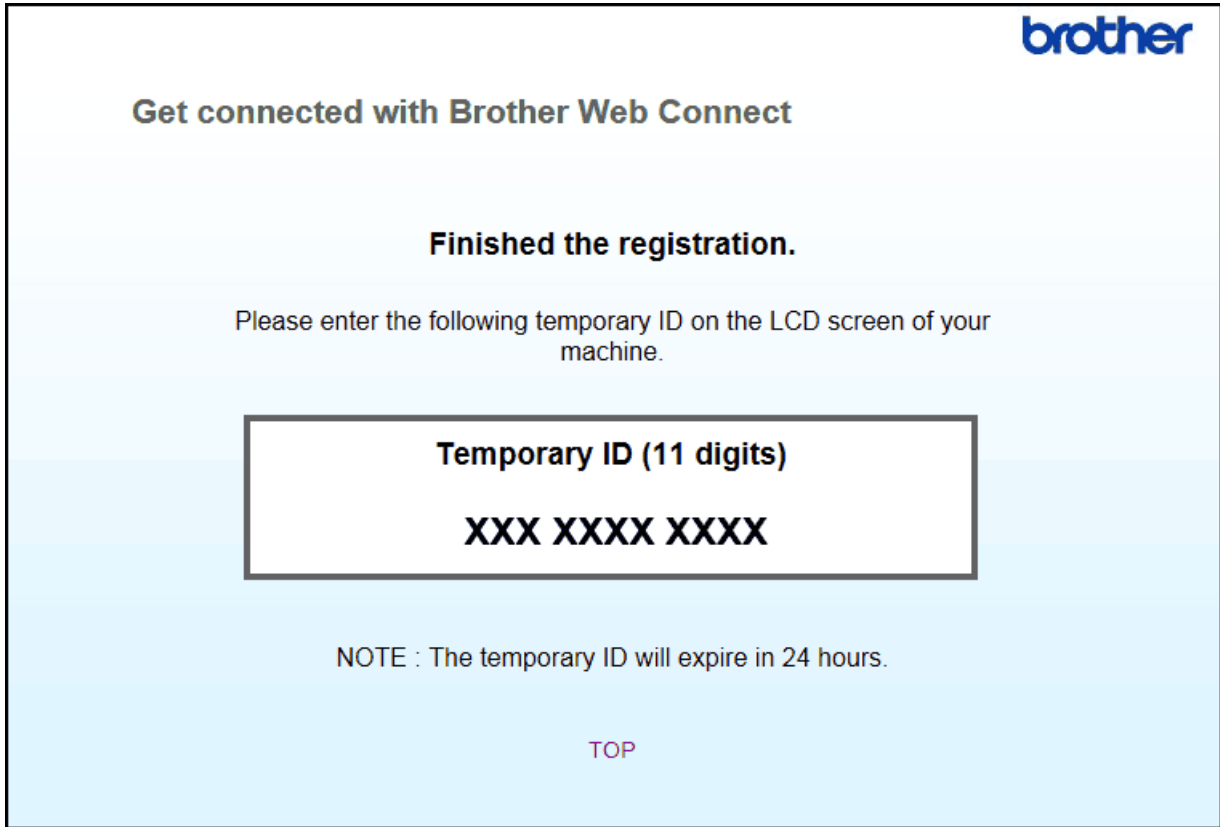 brother
Get connected with Brother Web Connect
Finished the registration.
Please enter the following temporary ID on the LCD screen of your
machine.
Temporary ID (11 digits)
XXX XXXX XXXX
NOTE : The temporary ID will expire in 24 hours.
TOP